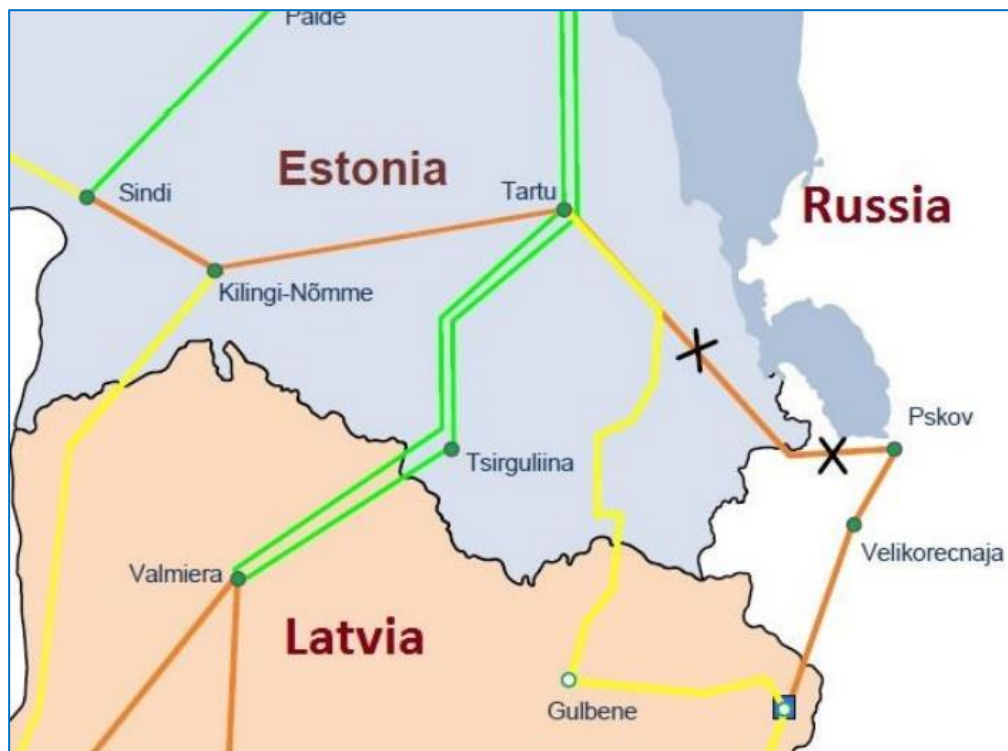 Paide
Estonia
Sindi
Tartu
Russia
Kilingi-Nõmme
Pskov
Tsirguliina
Velikorecnaja
Valmiera
Latvia
Gulbene